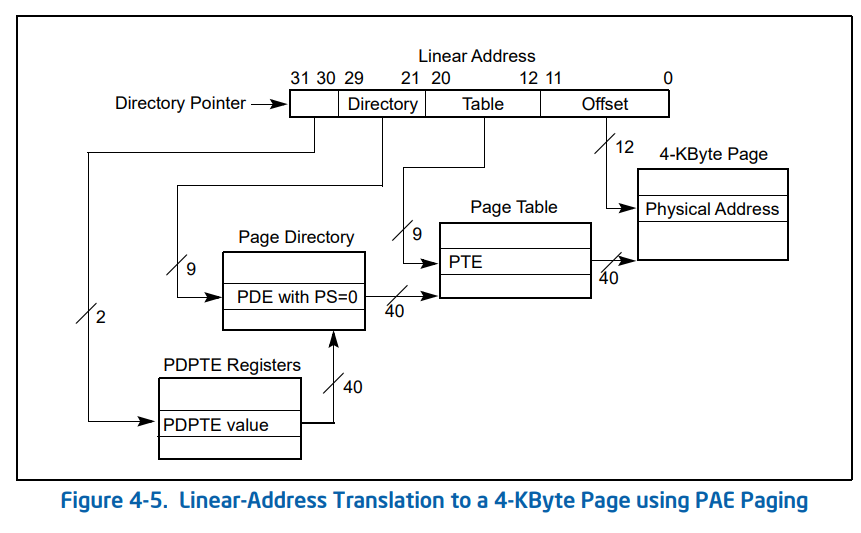 Linear Address
31 30 29 21 20 12 11 0
Directory Pointer Directory Table Offset
12
4-KByte Page
Physical Address
Page Table
9
PTE
40
Page Directory
9
PDE with PS=0
40
2
PDPTE Registers
40
PDPTE value
Figure 4-5. Linear-Address Translation to a 4-KByte Page using PAE Paging